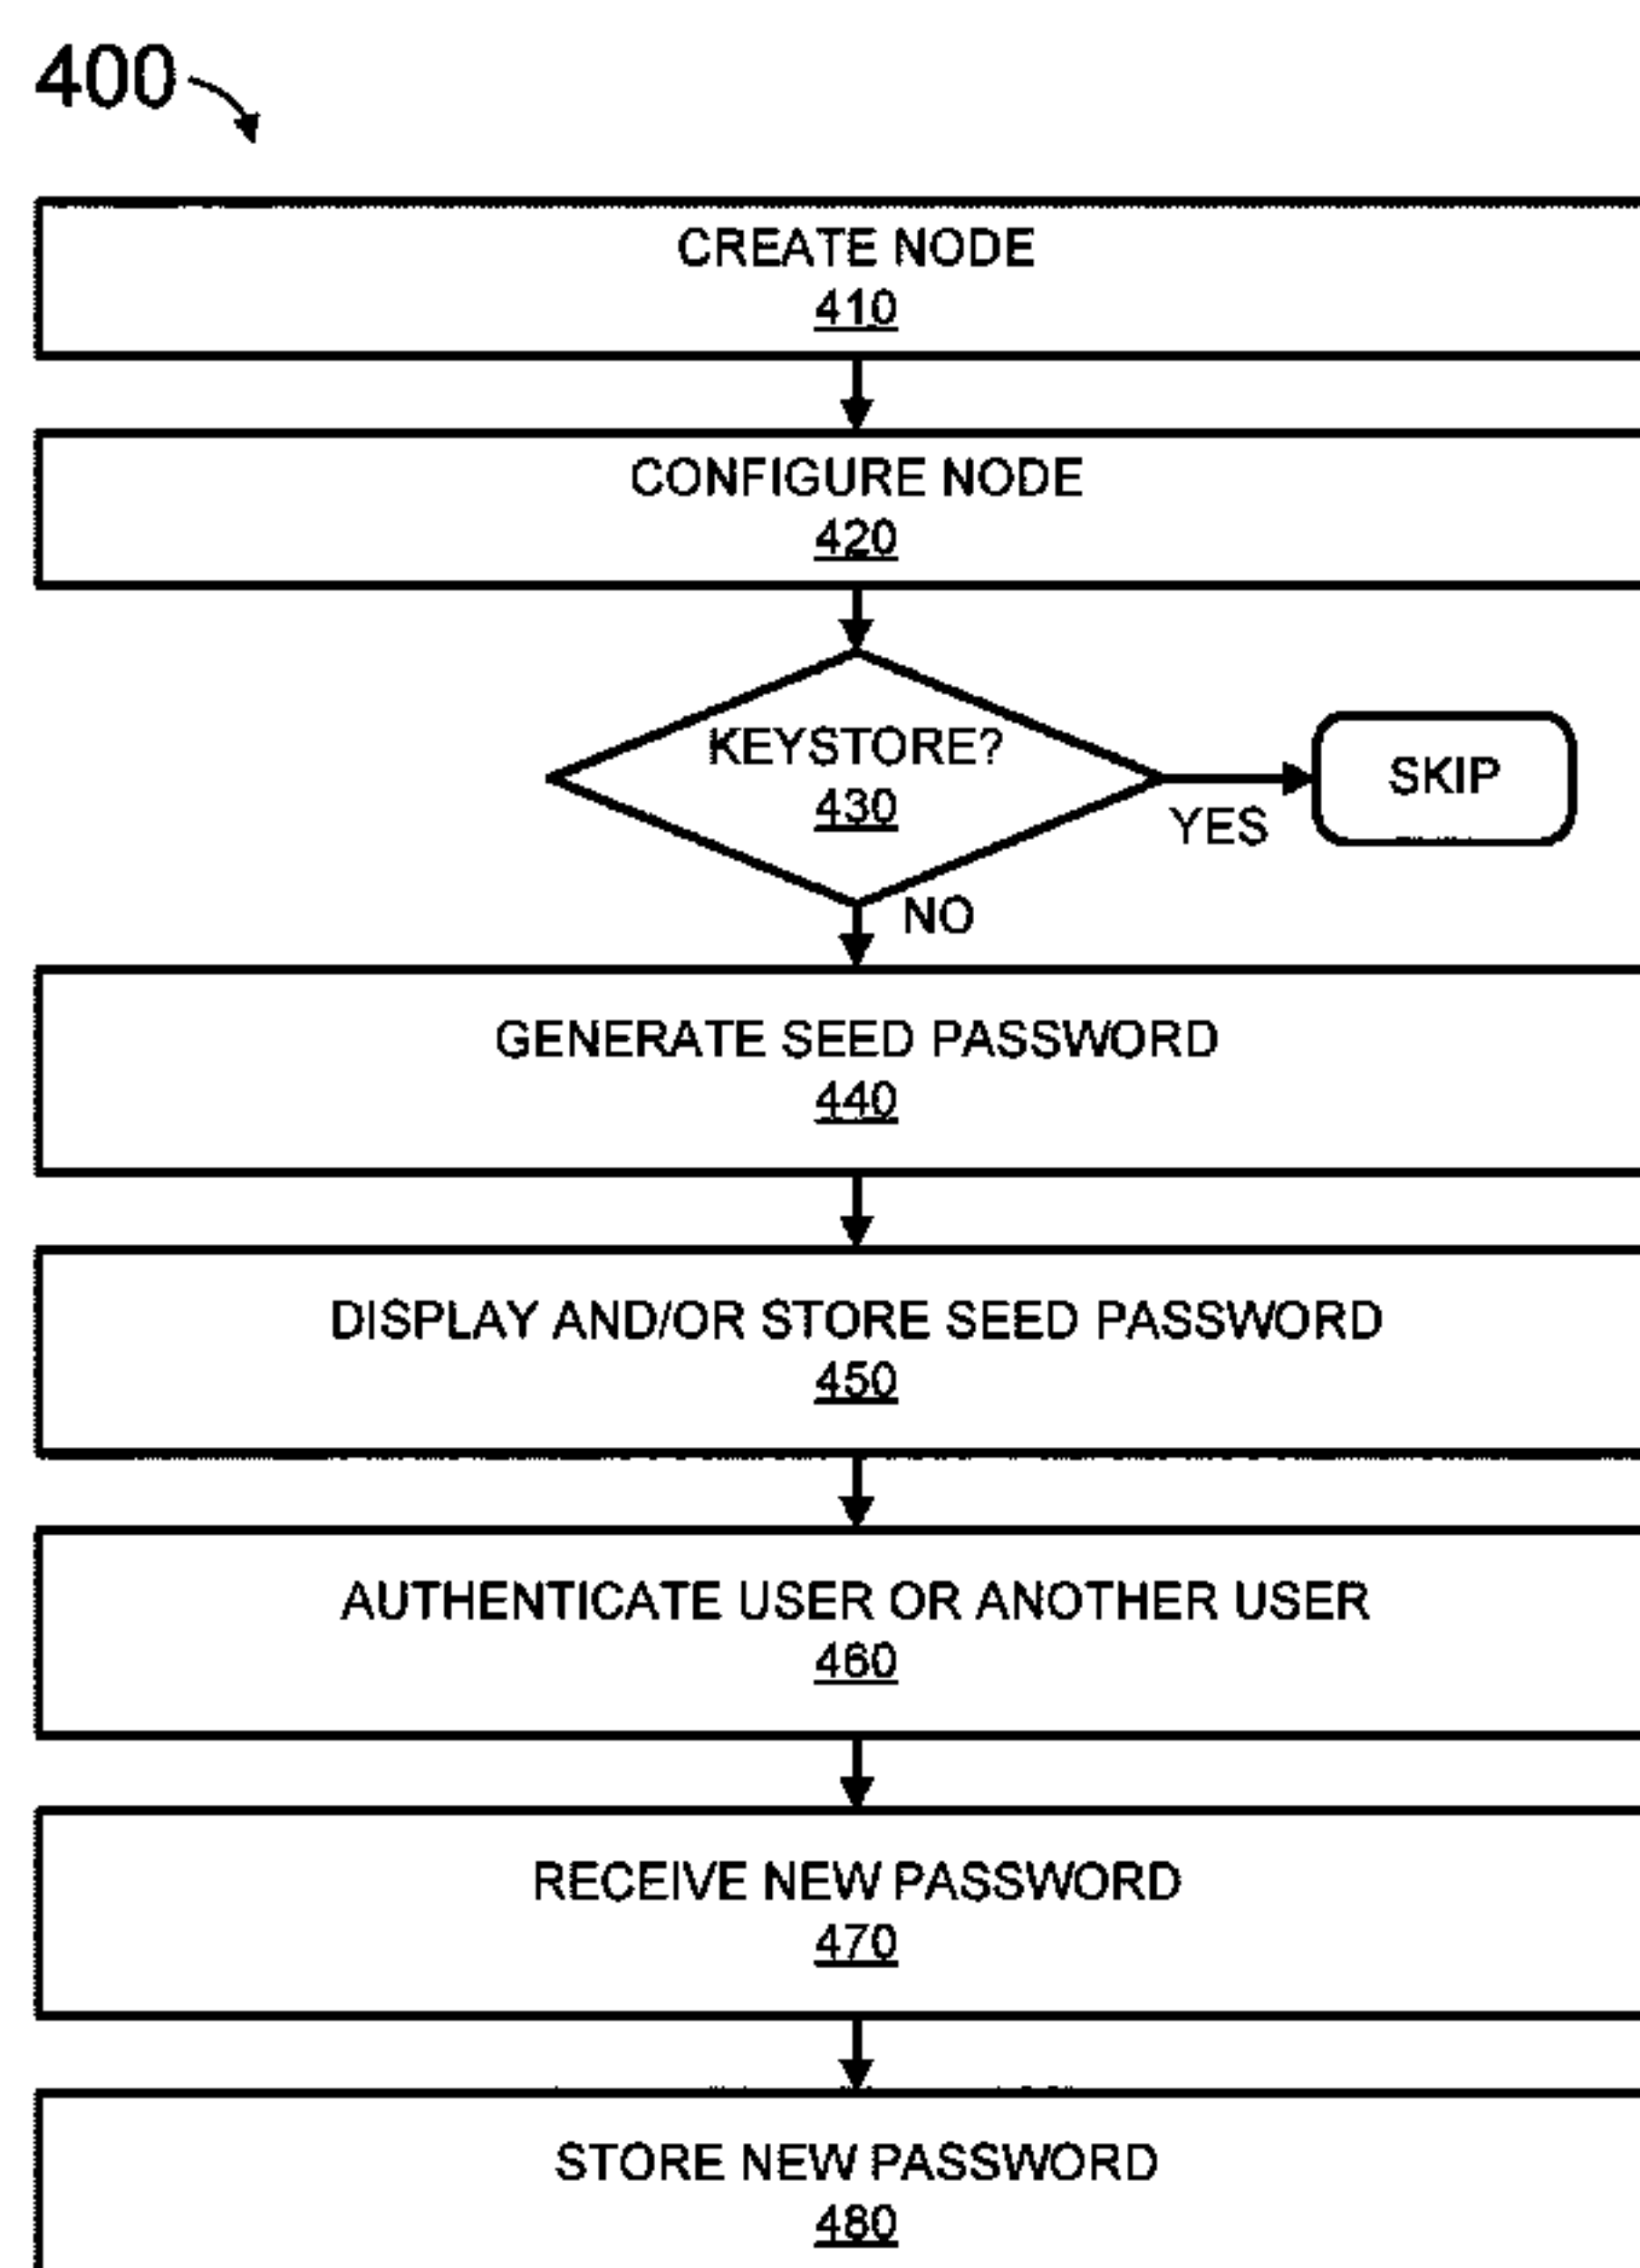 400
CREATE NODE
410
CONFIGURE NODE
420
KEYSTORE?
430
YES
SKIP
NO
GENERATE SEED PASSWORD
440
DISPLAY AND/OR STORE SEED PASSWORD
450
AUTHENTICATE USER OR ANOTHER USER
460
RECEIVE NEW PASSWORD
470
STORE NEW PASSWORD
480